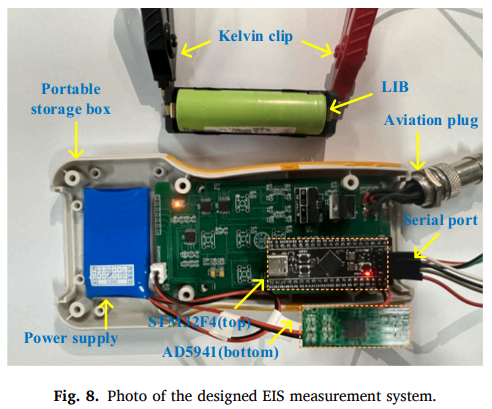 Kelvin clip
Portable
storage box
LIB
Aviation plug
Serial port
STM32F4(top)
Power supply
AD5941(bottom)
Fig. 8. Photo of the designed EIS measurement system.